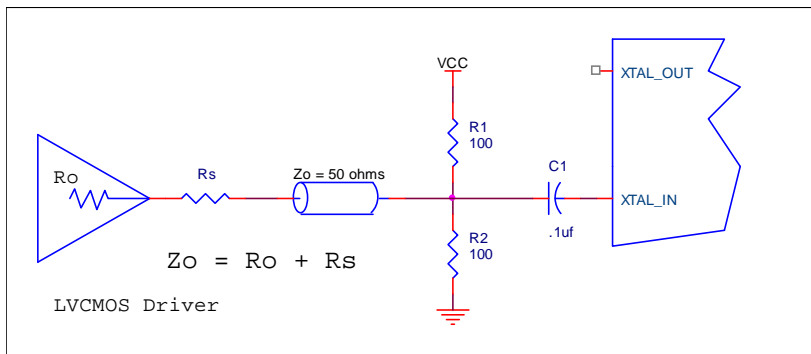 VCC
XTAL_OUT
R1
100
Ro
Rs
Zo = 50 ohms
C1
XTAL_IN
.1uf
R2
100
Zo = Ro + Rs
LVCMOS Driver